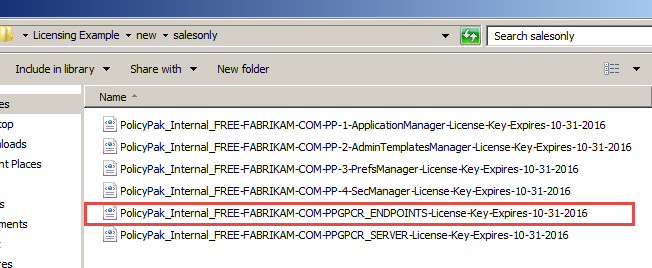 Licensing Example new salesonly Search salesonly
Include in library Share with New folder
Name
PolicyPak_Internal_FREE-FABRIKAM-COM-PP-1-ApplicationManager-License-Key-Expires-10-31-2016
PolicyPak_Internal_FREE-FABRIKAM-COM-PP-2-AdminTemplatesManager-License-Key-Expires-10-31-2016
PolicyPak_Internal_FREE-FABRIKAM-COM-PP-3-PrefsManager-License-Key-Expires-10-31-2016
PolicyPak_Internal_FREE-FABRIKAM-COM-PP-4-SecManager-License-Key-Expires-10-31-2016
PolicyPak_Internal_FREE-FABRIKAM-COM-PPGPCR_ENDPOINTS-License-Key-Expires-10-31-2016
PolicyPak_Internal_FREE-FABRIKAM-COM-PPGPCR_SERVER-License-Key-Expires-10-31-2016
es
top
nloads
nt Places
s
uments
c